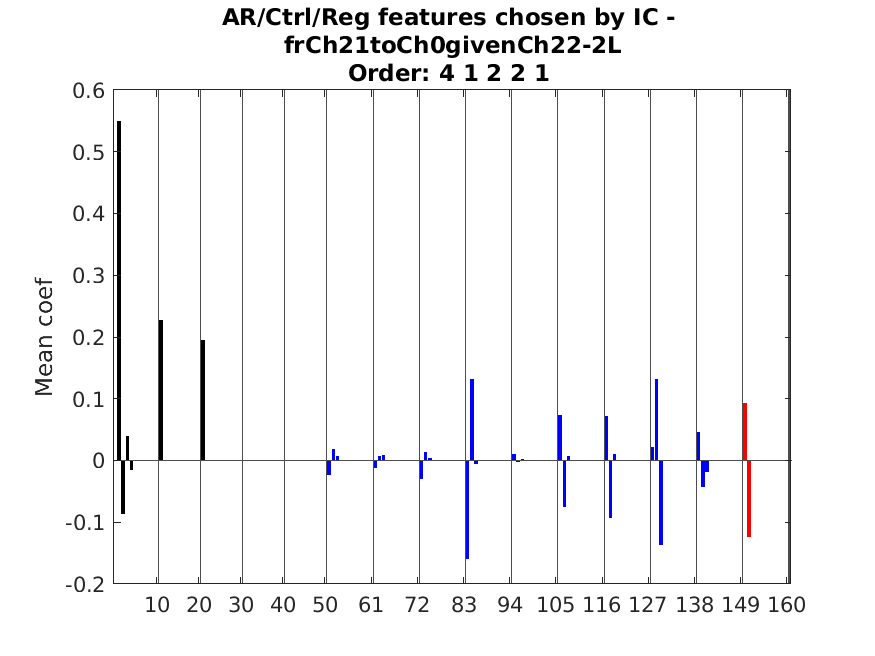 AR/Ctrl/Reg features chosen by IC -
frCh21toCh0givenCh22-2L
Order: 4 1 2 2 1
0.6
0.5
0.4
0.3
0.2
0.1
0
-0.1
-0.2
Mean coef
10 20 30 40 50 61 72 83 94 105 116 127 138 149 160